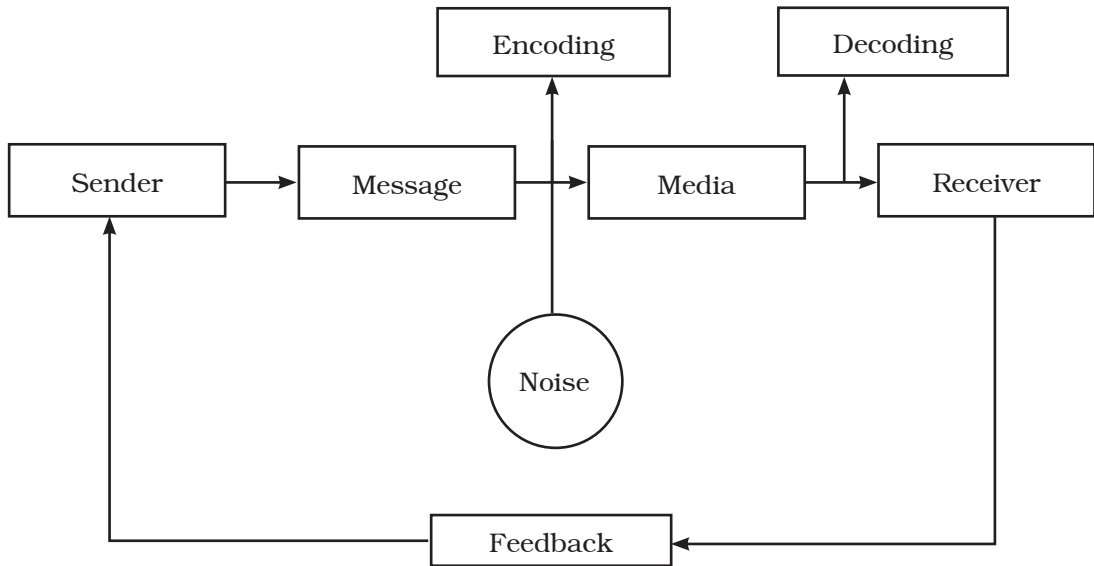 Encoding
Decoding
Sender
Message
Media
Receiver
Noise
Feedback